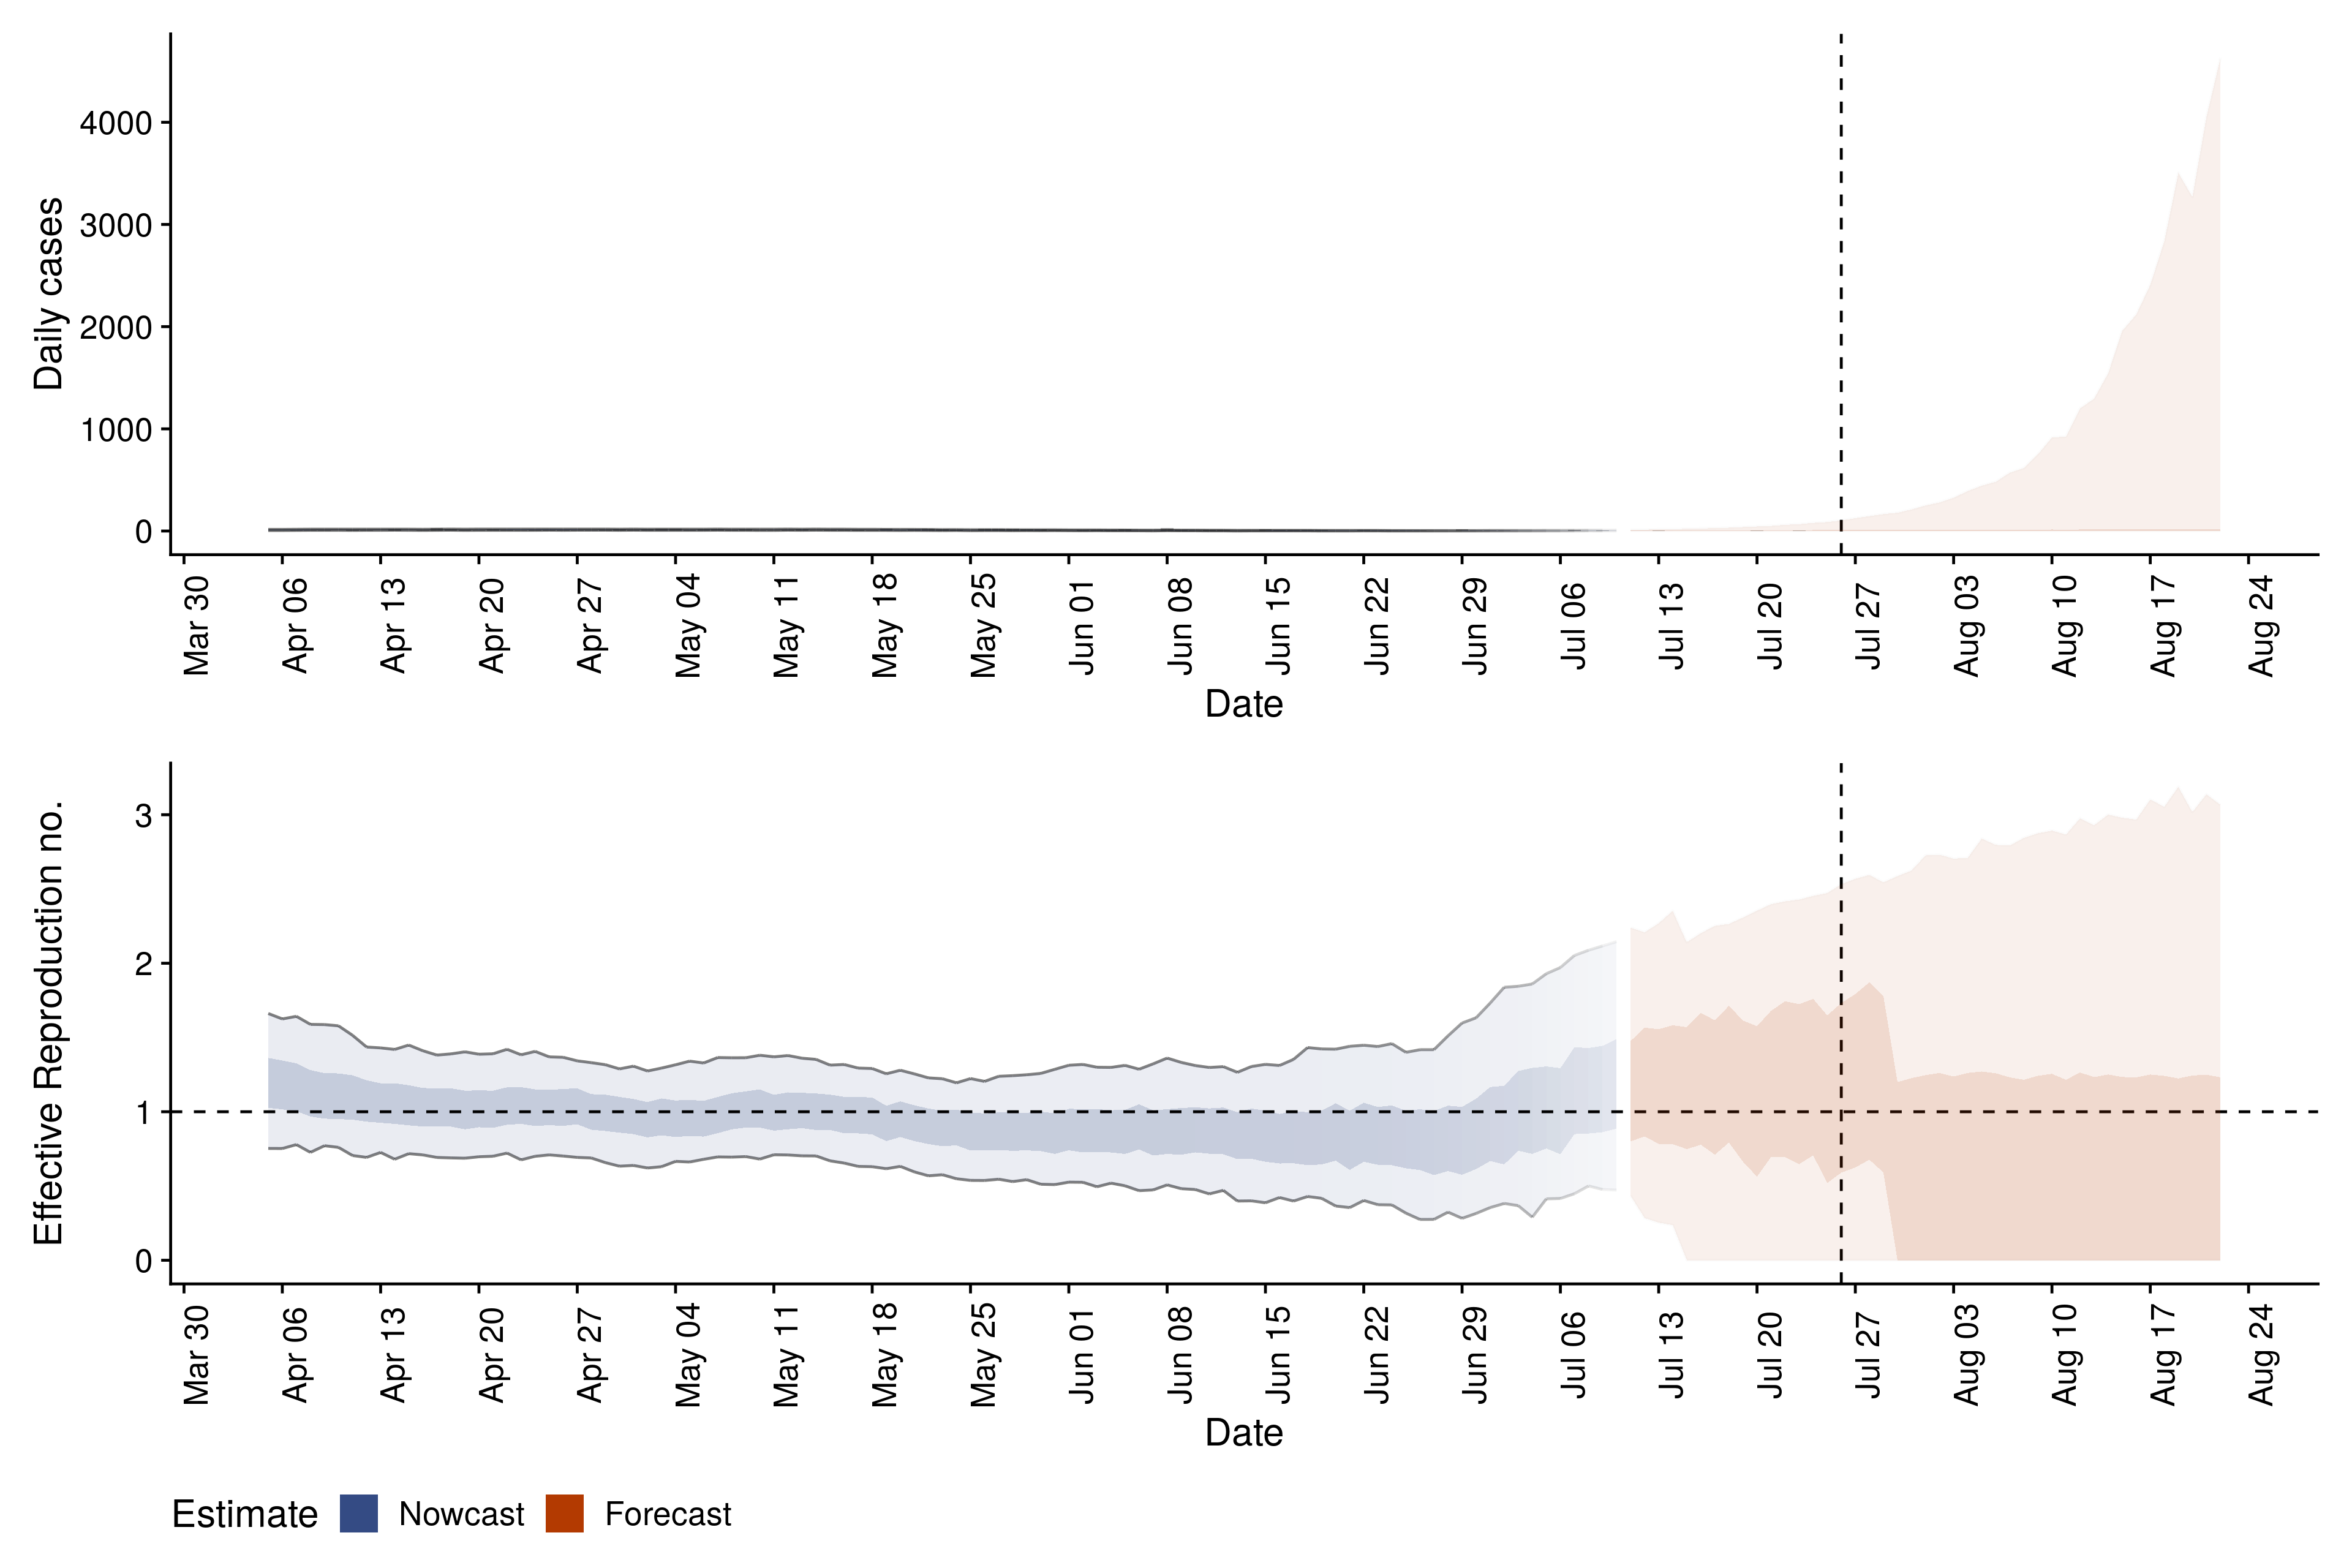 Daily cases
4000
3000
2000
1000
0
Mar 30 Apr 06 Apr 13 Apr 20 Apr 27 May 04 May 11 May 18 May 25 Jun 01 Jun 08 Jun 15 Jun 22 Jun 29 Jul 06 Jul 13 Jul 20 Jul 27 Aug 03 Aug 10 Aug 17 Aug 24
Date
Effective Reproduction no.
3
2
1
0
Mar 30 Apr 06 Apr 13 Apr 20 Apr 27 May 04 May 11 May 18 May 25 Jun 01 Jun 08 Jun 15 Jun 22 Jun 29 Jul 06 Jul 13 Jul 20 Jul 27 Aug 03 Aug 10 Aug 17 Aug 24
Date
Estimate Nowcast Forecast